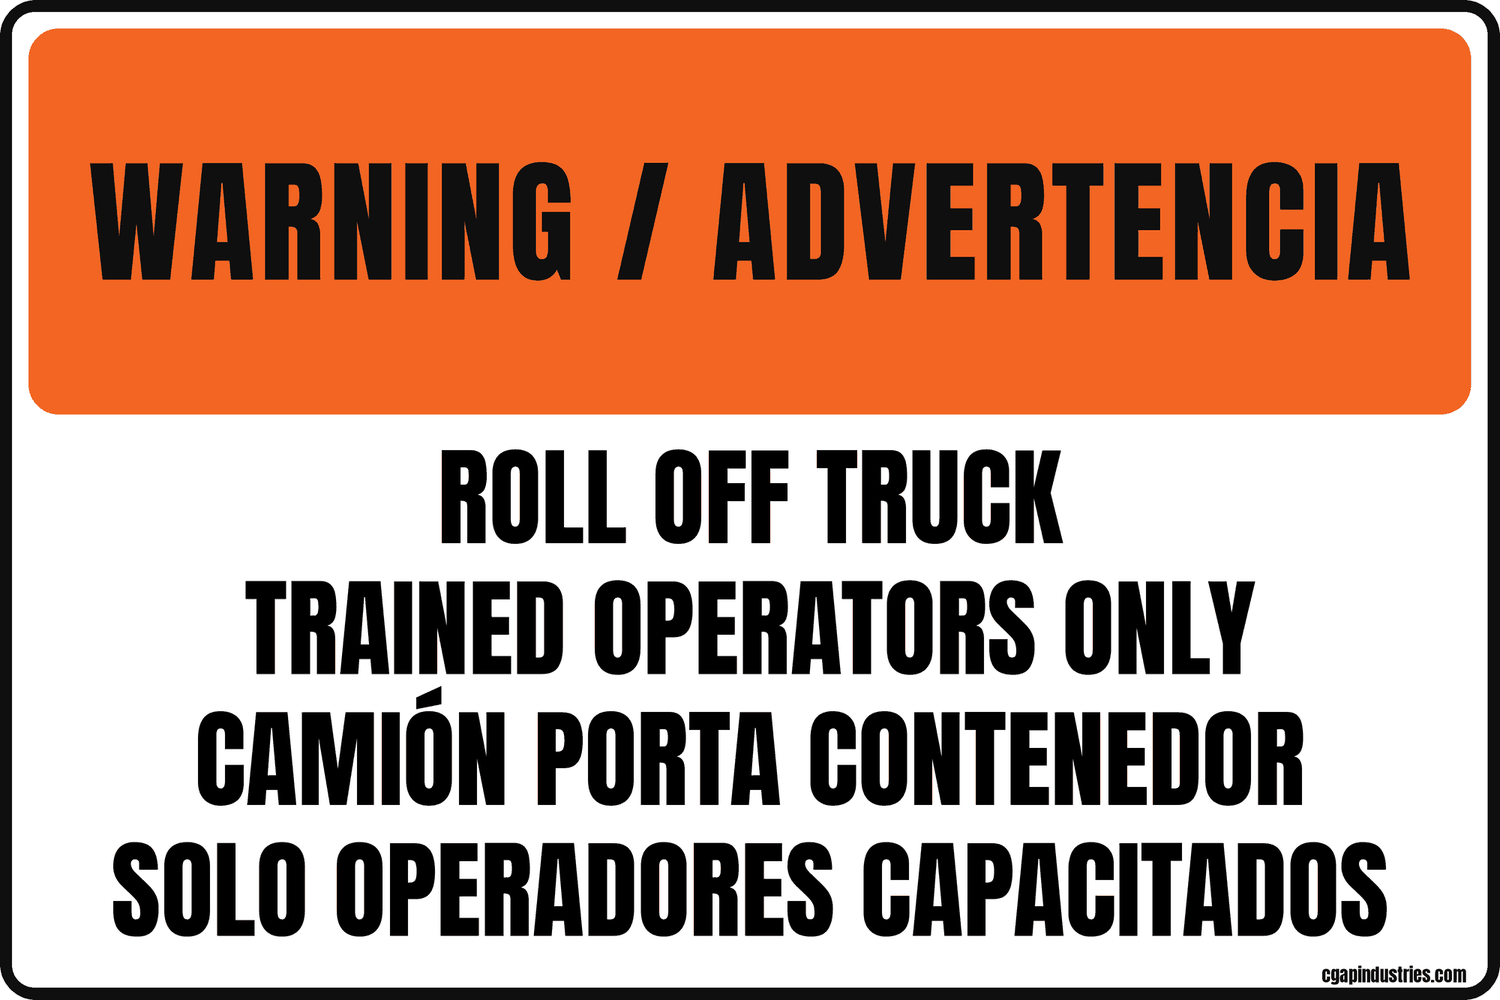 WARNING / ADVERTENCIA
ROLL OFF TRUCK
TRAINED OPERATORS ONLY
CAMIÓN PORTA CONTENEDOR
SOLO OPERADORES CAPACITADOS
cgapindustries.com